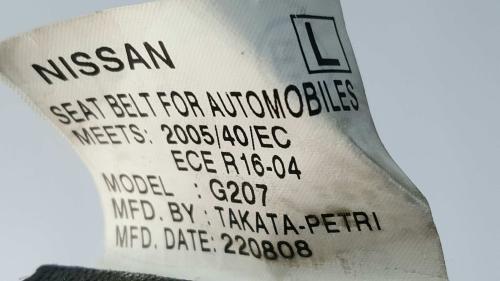 NISSAN L
SEAT BELT FOR AUTOMOBILES
MEETS: 2005/40/EC
ECE R16-04
MODEL : G207
MFD. BY : TAKATA-PETRI
MFD. DATE: 220808